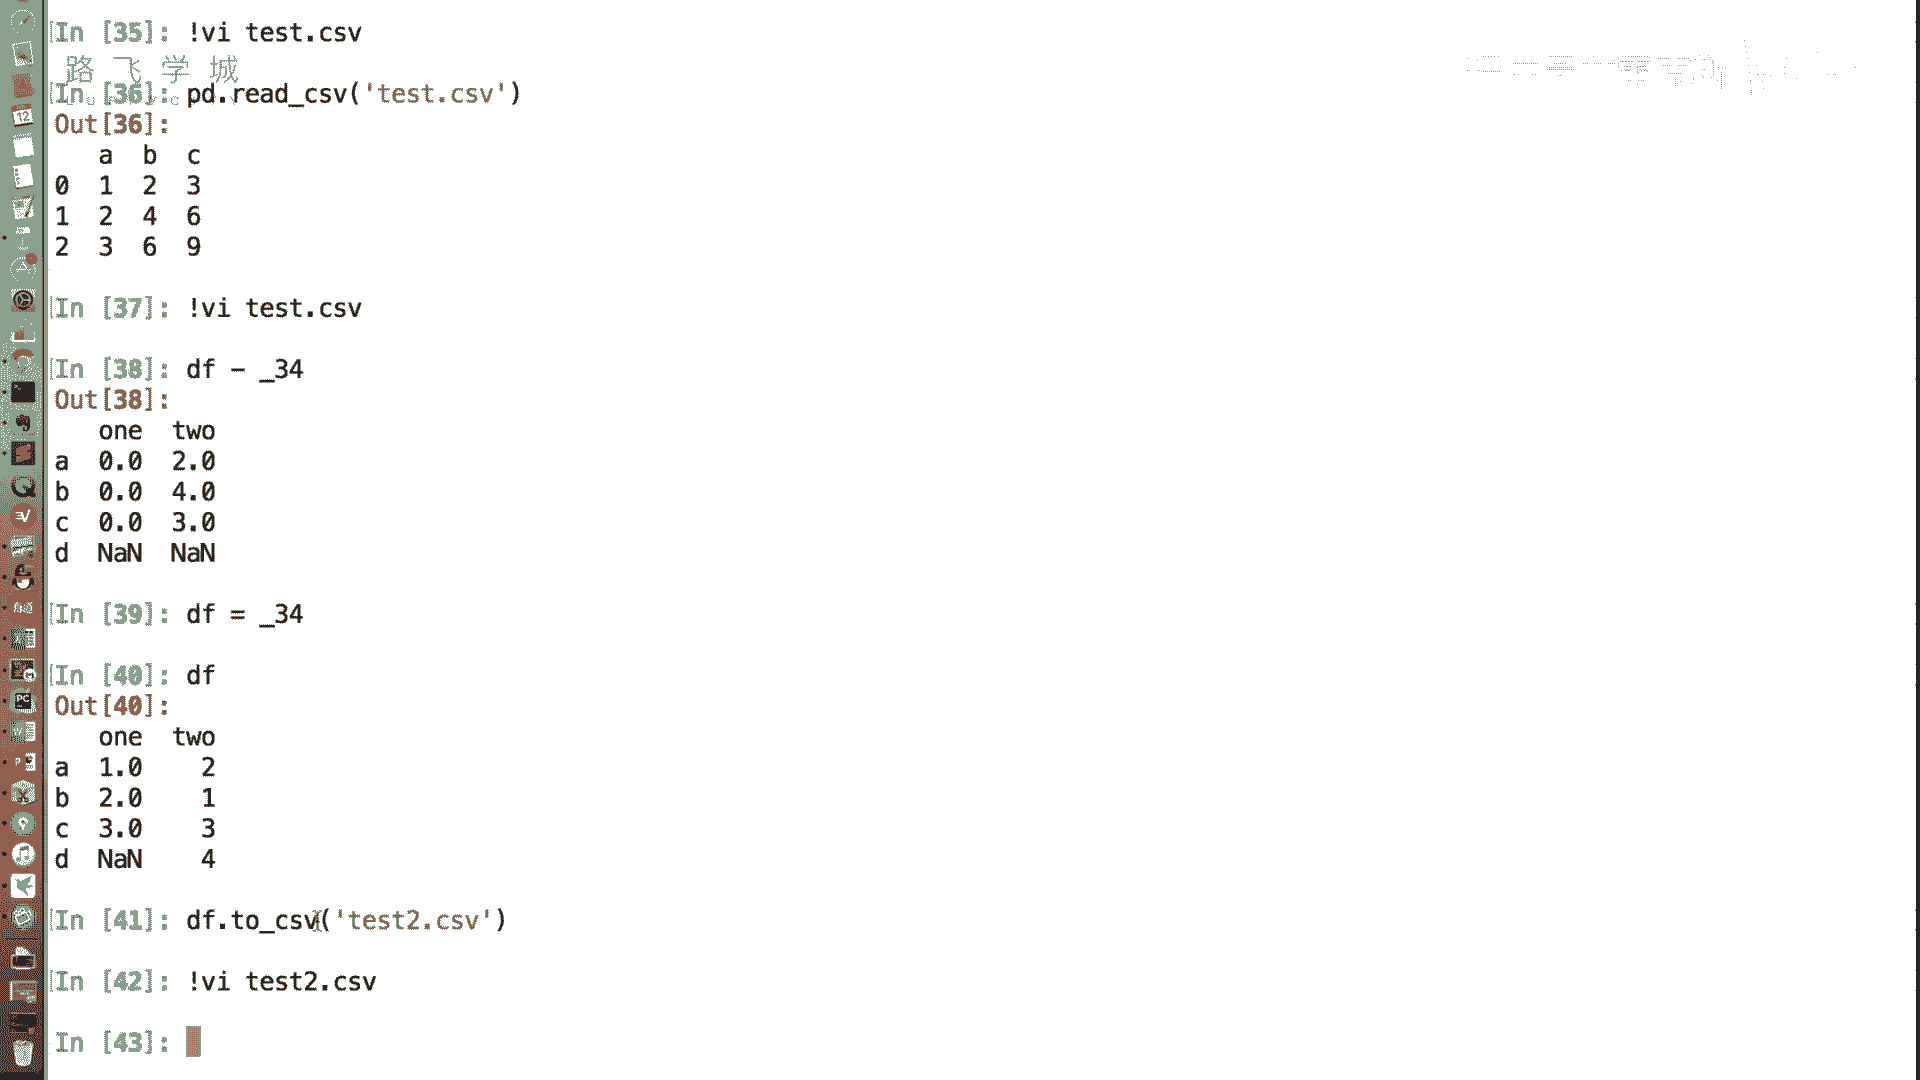 In [35]: !vi test.csv
路飞学城
In [36]: pd.read_csv('test.csv')
Out[36]:
a b c
0 1 2 3
1 2 4 6
2 3 6 9
In [37]: !vi test.csv
In [38]: df - _34
Out[38]:
one two
a 0.0 2.0
b 0.0 4.0
c 0.0 3.0
d NaN NaN
In [39]: df = _34
In [40]: df
Out[40]:
one two
a 1.0 2
b 2.0 1
c 3.0 3
d NaN 4
In [41]: df.to_csv('test2.csv')
In [42]: !vi test2.csv
In [43]: